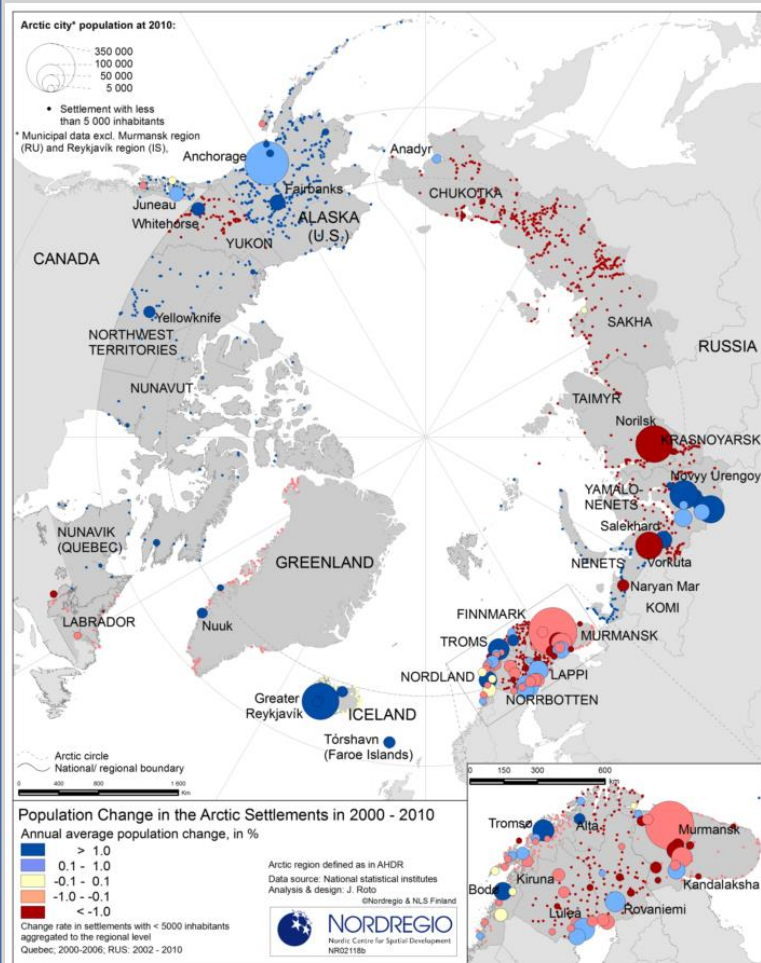 Arctic city* population at 2010:
350 000
100 000
50 000
5 000
Settlement with less
than 5 000 inhabitants
* Municipal data excl. Murmansk region
(RU) and Reykjavík region (IS),
Anchorage
Anadyr
Fairbanks
CHUKOTKA
Juneau
Whitehorse
ALASKA
(U.S.)
YUKON
CANADA
Yellowknife
NORTHWEST
TERRITORIES
SAKHA
RUSSIA
NUNAVUT
TAIMYR
Norilsk
KRASNOYARSK
Novyy Urengoy
YAMALO-
NENETS
Salekhard
NUNAVIK
(QUEBEC)
GREENLAND
NENETS
Vorkuta
Naryan Mar
KOMI
LABRADOR
Nuuk
FINNMARK
TROMS
MURMANSK
NORDLAND
LAPPI
NORRBOTTEN
Greater
Reykjavík
ICELAND
Tórshavn
(Faroe Islands)
Arctic circle
National/ regional boundary
0 400 800 1 600
Km
0 150 300 600
km
Population Change in the Arctic Settlements in 2000 - 2010
Annual average population change, in %
> 1.0
0.1 - 1.0
-0.1 - 0.1
-1.0 - -0.1
< -1.0
Change rate in settlements with < 5000 inhabitants
aggregated to the regional level
Quebec; 2000-2006; RUS: 2002 - 2010
Arctic region defined as in AHDR
Data source: National statistical institutes
Analysis & design: J. Roto
©Nordregio & NLS Finland
NORDREGIO
Nordic Centre for Spatial Development
NR02118b
Tromsø
Alta
Murmansk
Bodø
Kiruna
Kandalaksha
Luleå
Rovaniemi